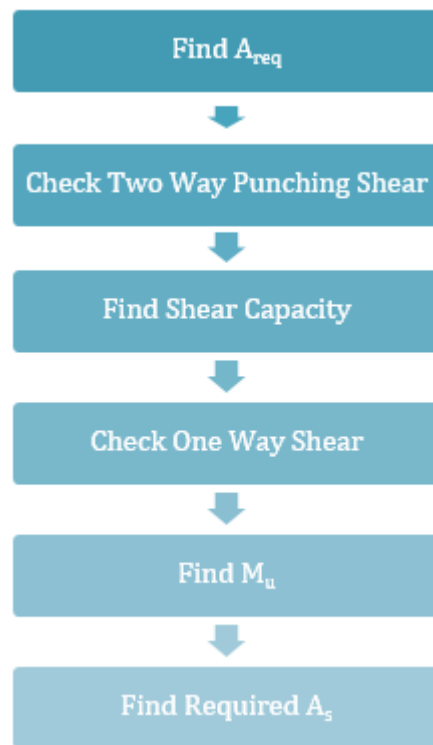 Find A_req
Check Two Way Punching Shear
Find Shear Capacity
Check One Way Shear
Find M_u
Find Required A_s